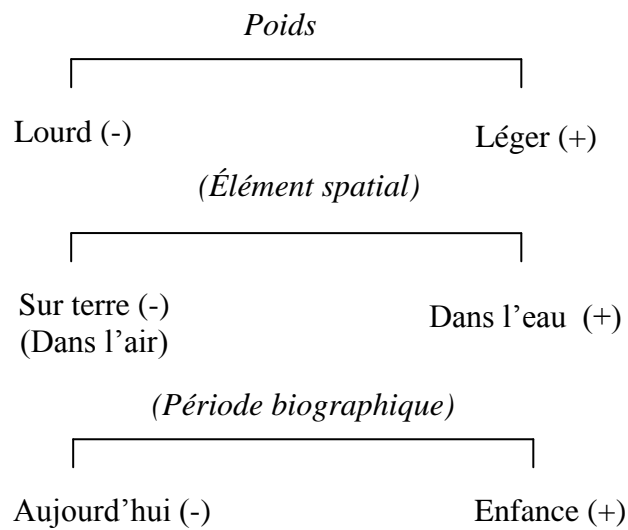 Poids
Lourd (-)
Léger (+)
(Élément spatial)
Sur terre (-)
(Dans l’air)
Dans l’eau (+)
(Période biographique)
Aujourd’hui (-)
Enfance (+)